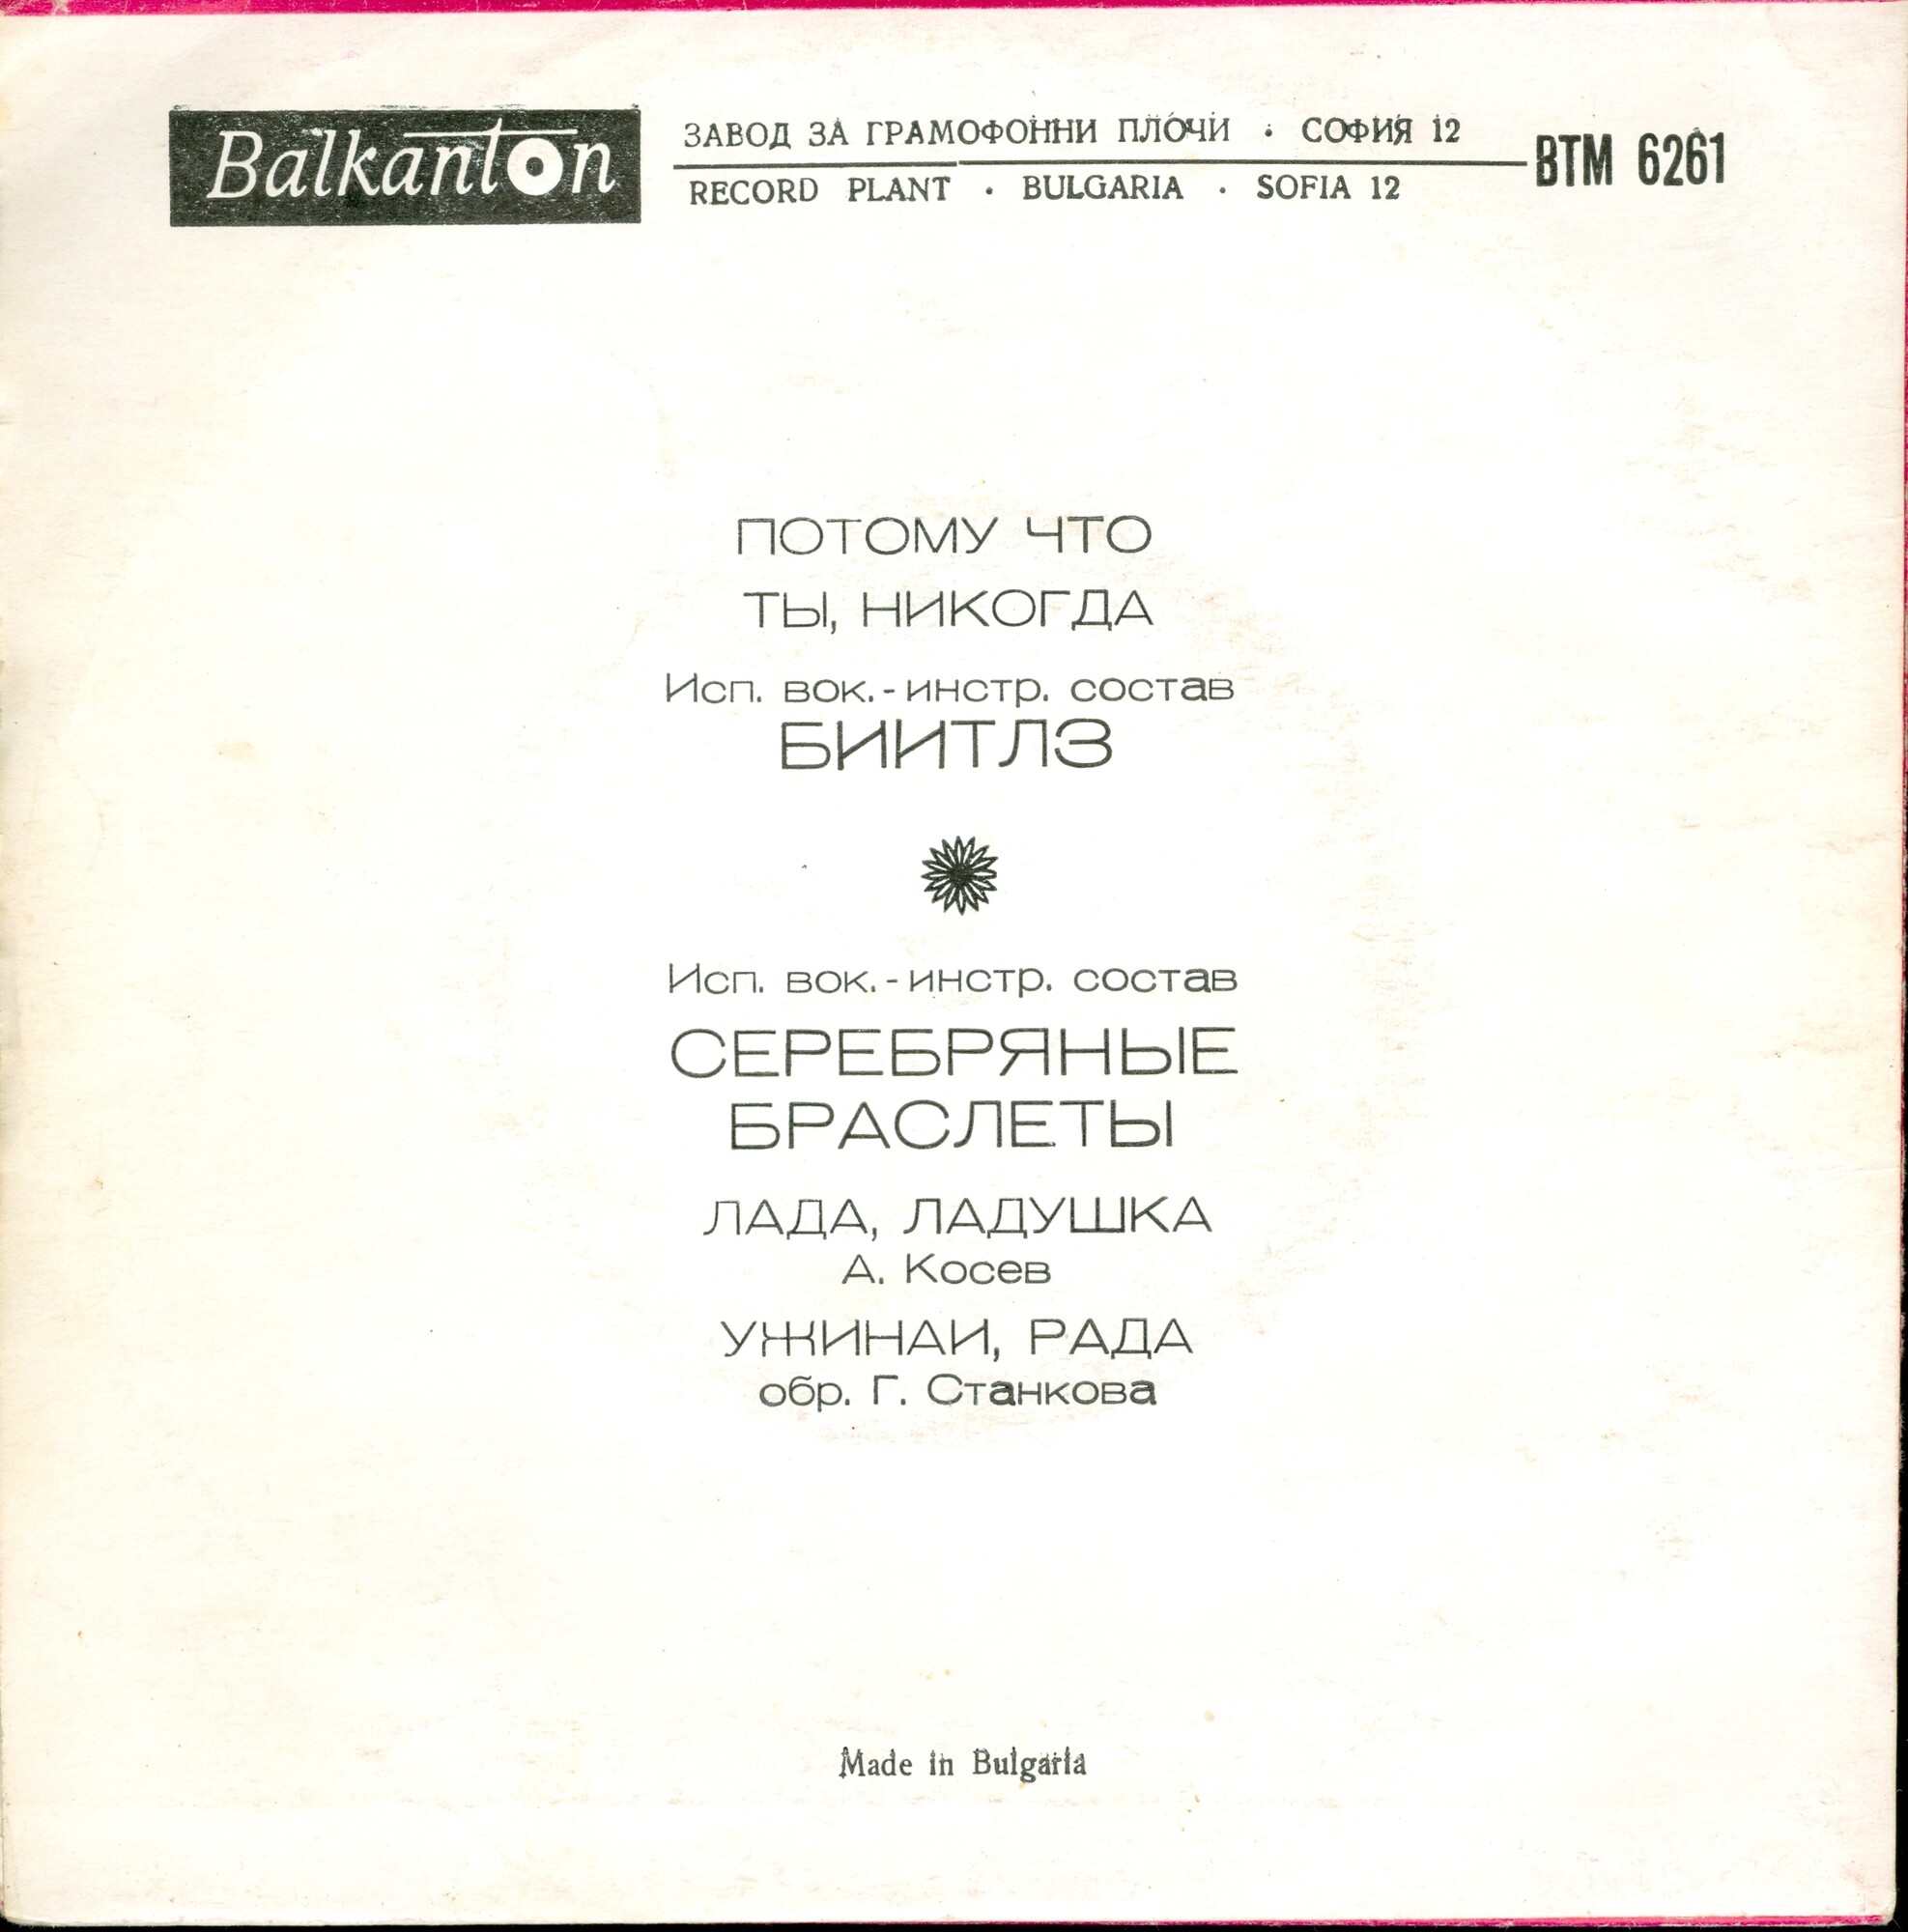 Balkanton
ЗАВОД ЗА ГРАМОФОННИ ПЛОЧИ · СОФИЯ 12
RECORD PLANT · BULGARIA · SOFIA 12
ВТМ 6261
ПОТОМУ ЧТО
ТЫ, НИКОГДА
Исп. вок.-инстр. состав
БИИТЛЗ
Исп. вок.-инстр. состав
СЕРЕБРЯНЫЕ
БРАСЛЕТЫ
ЛАДА, ЛАДУШКА
А. Косев
УЖИНАИ, РАДА
обр. Г. Станкова
Made in Bulgaria